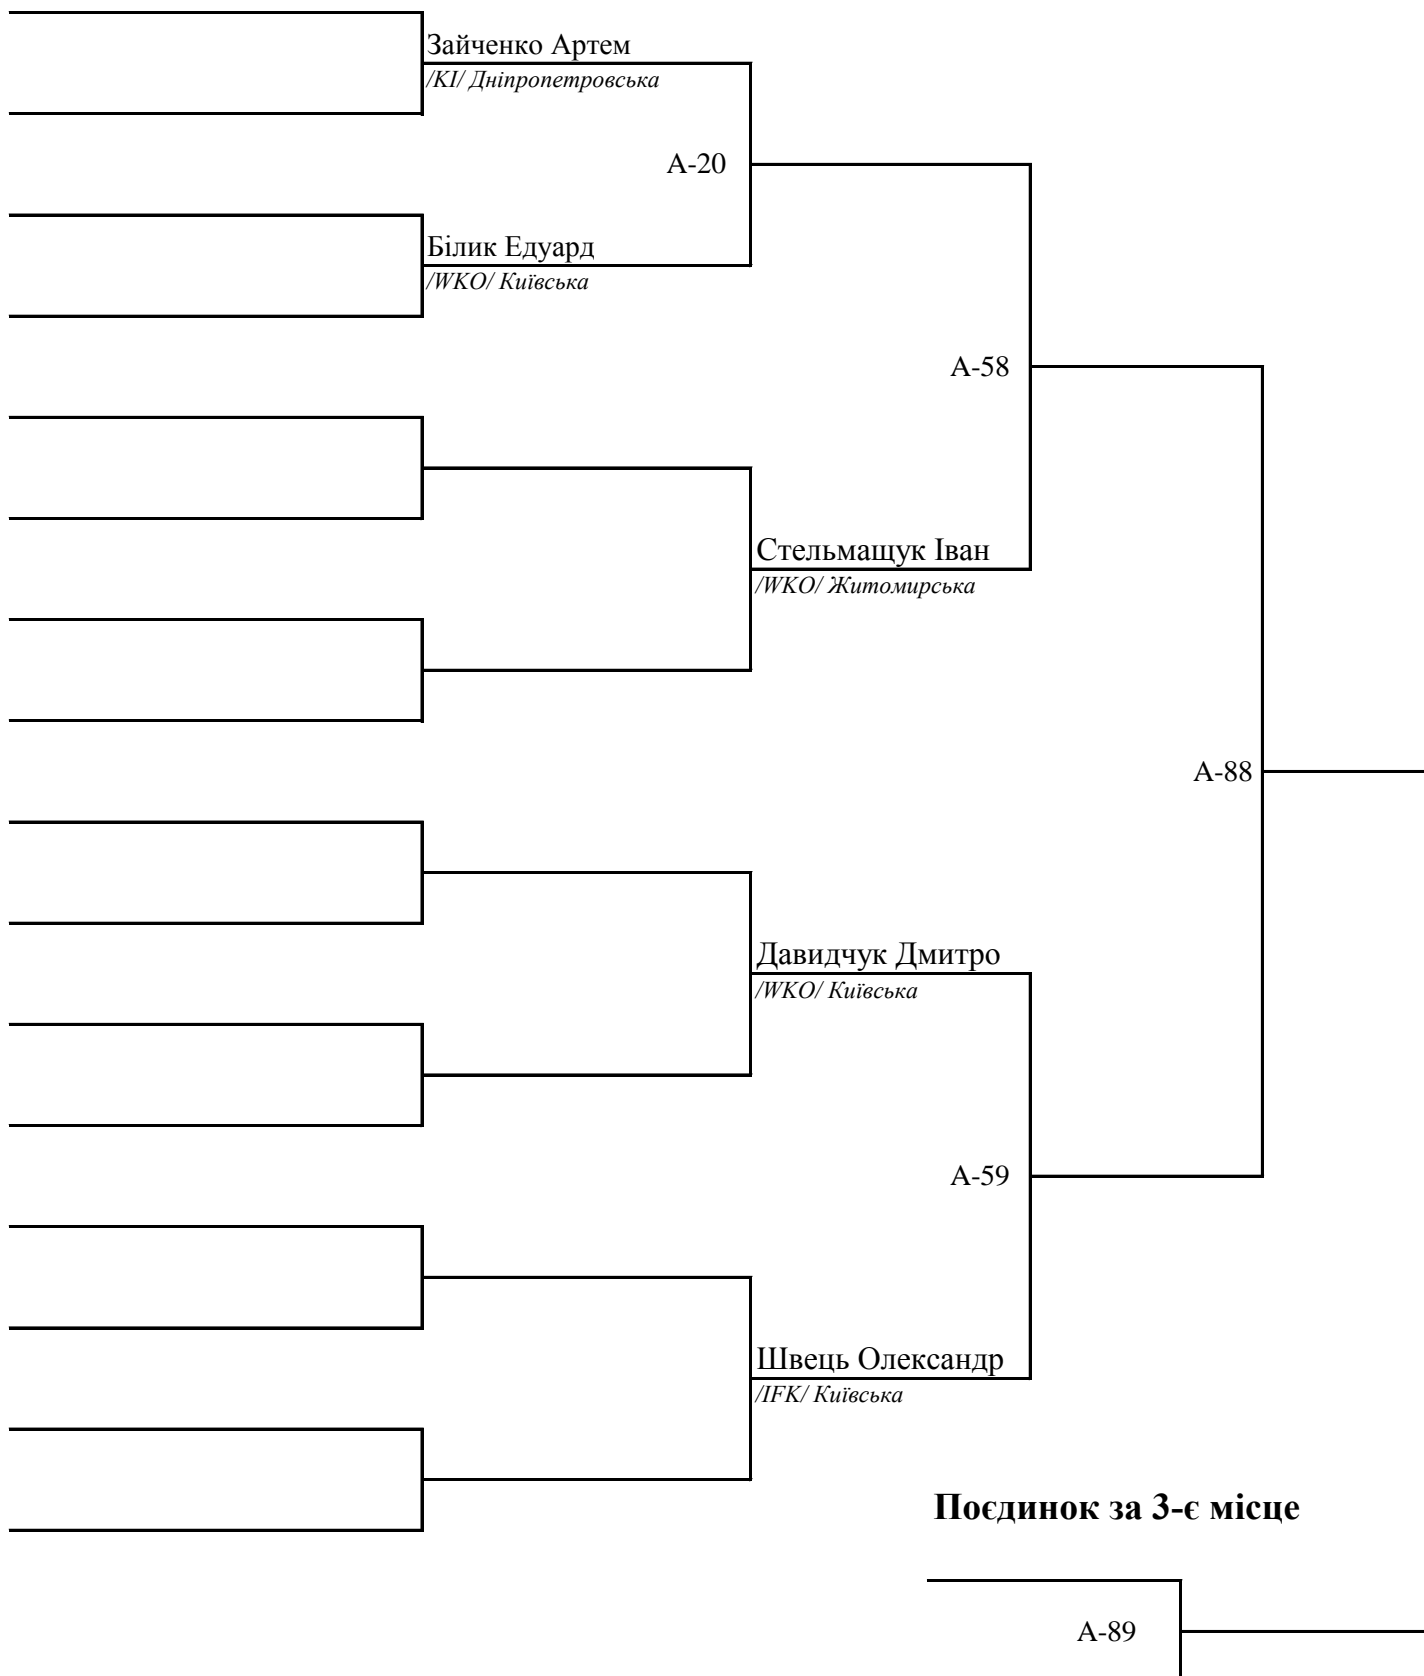 Зайченко Артем
/KI/ Дніпропетровська
А-20
Білик Едуард
/WKO/ Київська
А-58
Стельмащук Іван
/WKO/ Житомирська
А-88
Давидчук Дмитро
/WKO/ Київська
А-59
Швець Олександр
/IFK/ Київська
Поєдинок за 3-є місце
А-89